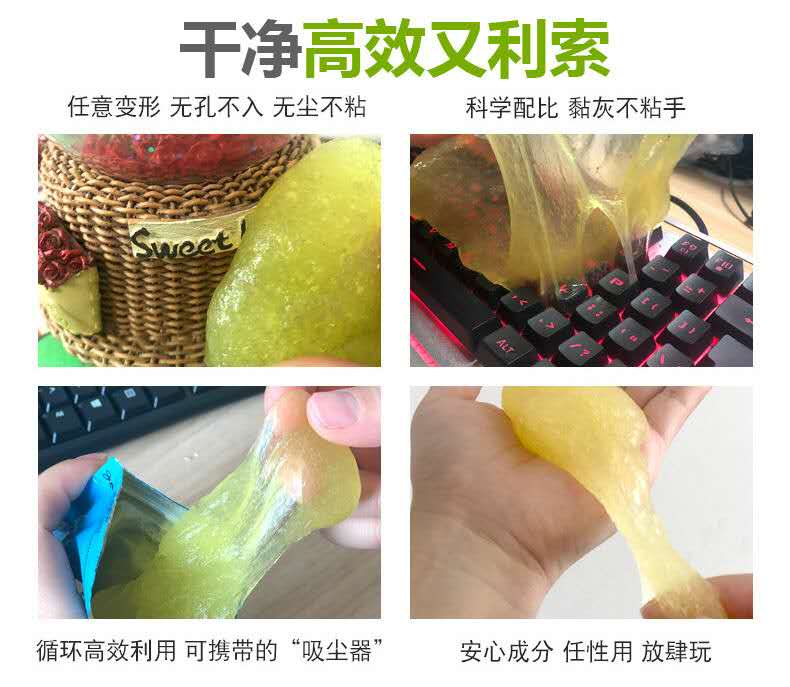 干净高效又利索
任意变形 无孔不入 无尘不粘
科学配比 黏灰不粘手
Sweet
ALT
循环高效利用 可携带的“吸尘器”
安心成分 任性用 放肆玩